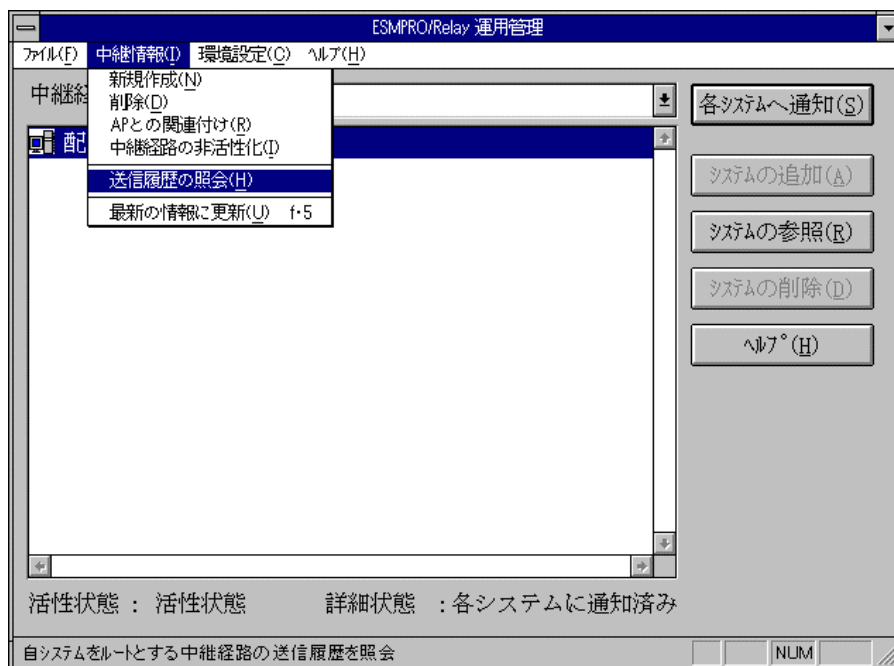 ESMPRO/Relay 運用管理
ﾌｧｲﾙ(F) 中継情報(I) 環境設定(C) ﾍﾙﾌﾟ(H)
中継経
新規作成(N)
削除(D)
APとの関連付け(R)
中継経路の非活性化(I)
送信履歴の照会(H)
最新の情報に更新(U) f･5
配
各ｼｽﾃﾑへ通知(S)
ｼｽﾃﾑの追加(A)
ｼｽﾃﾑの参照(R)
ｼｽﾃﾑの削除(D)
ﾍﾙﾌﾟ(H)
活性状態 : 活性状態 詳細状態 :各システムに通知済み
自ｼｽﾃﾑをﾙｰﾄとする中継経路の送信履歴を照会 NUM